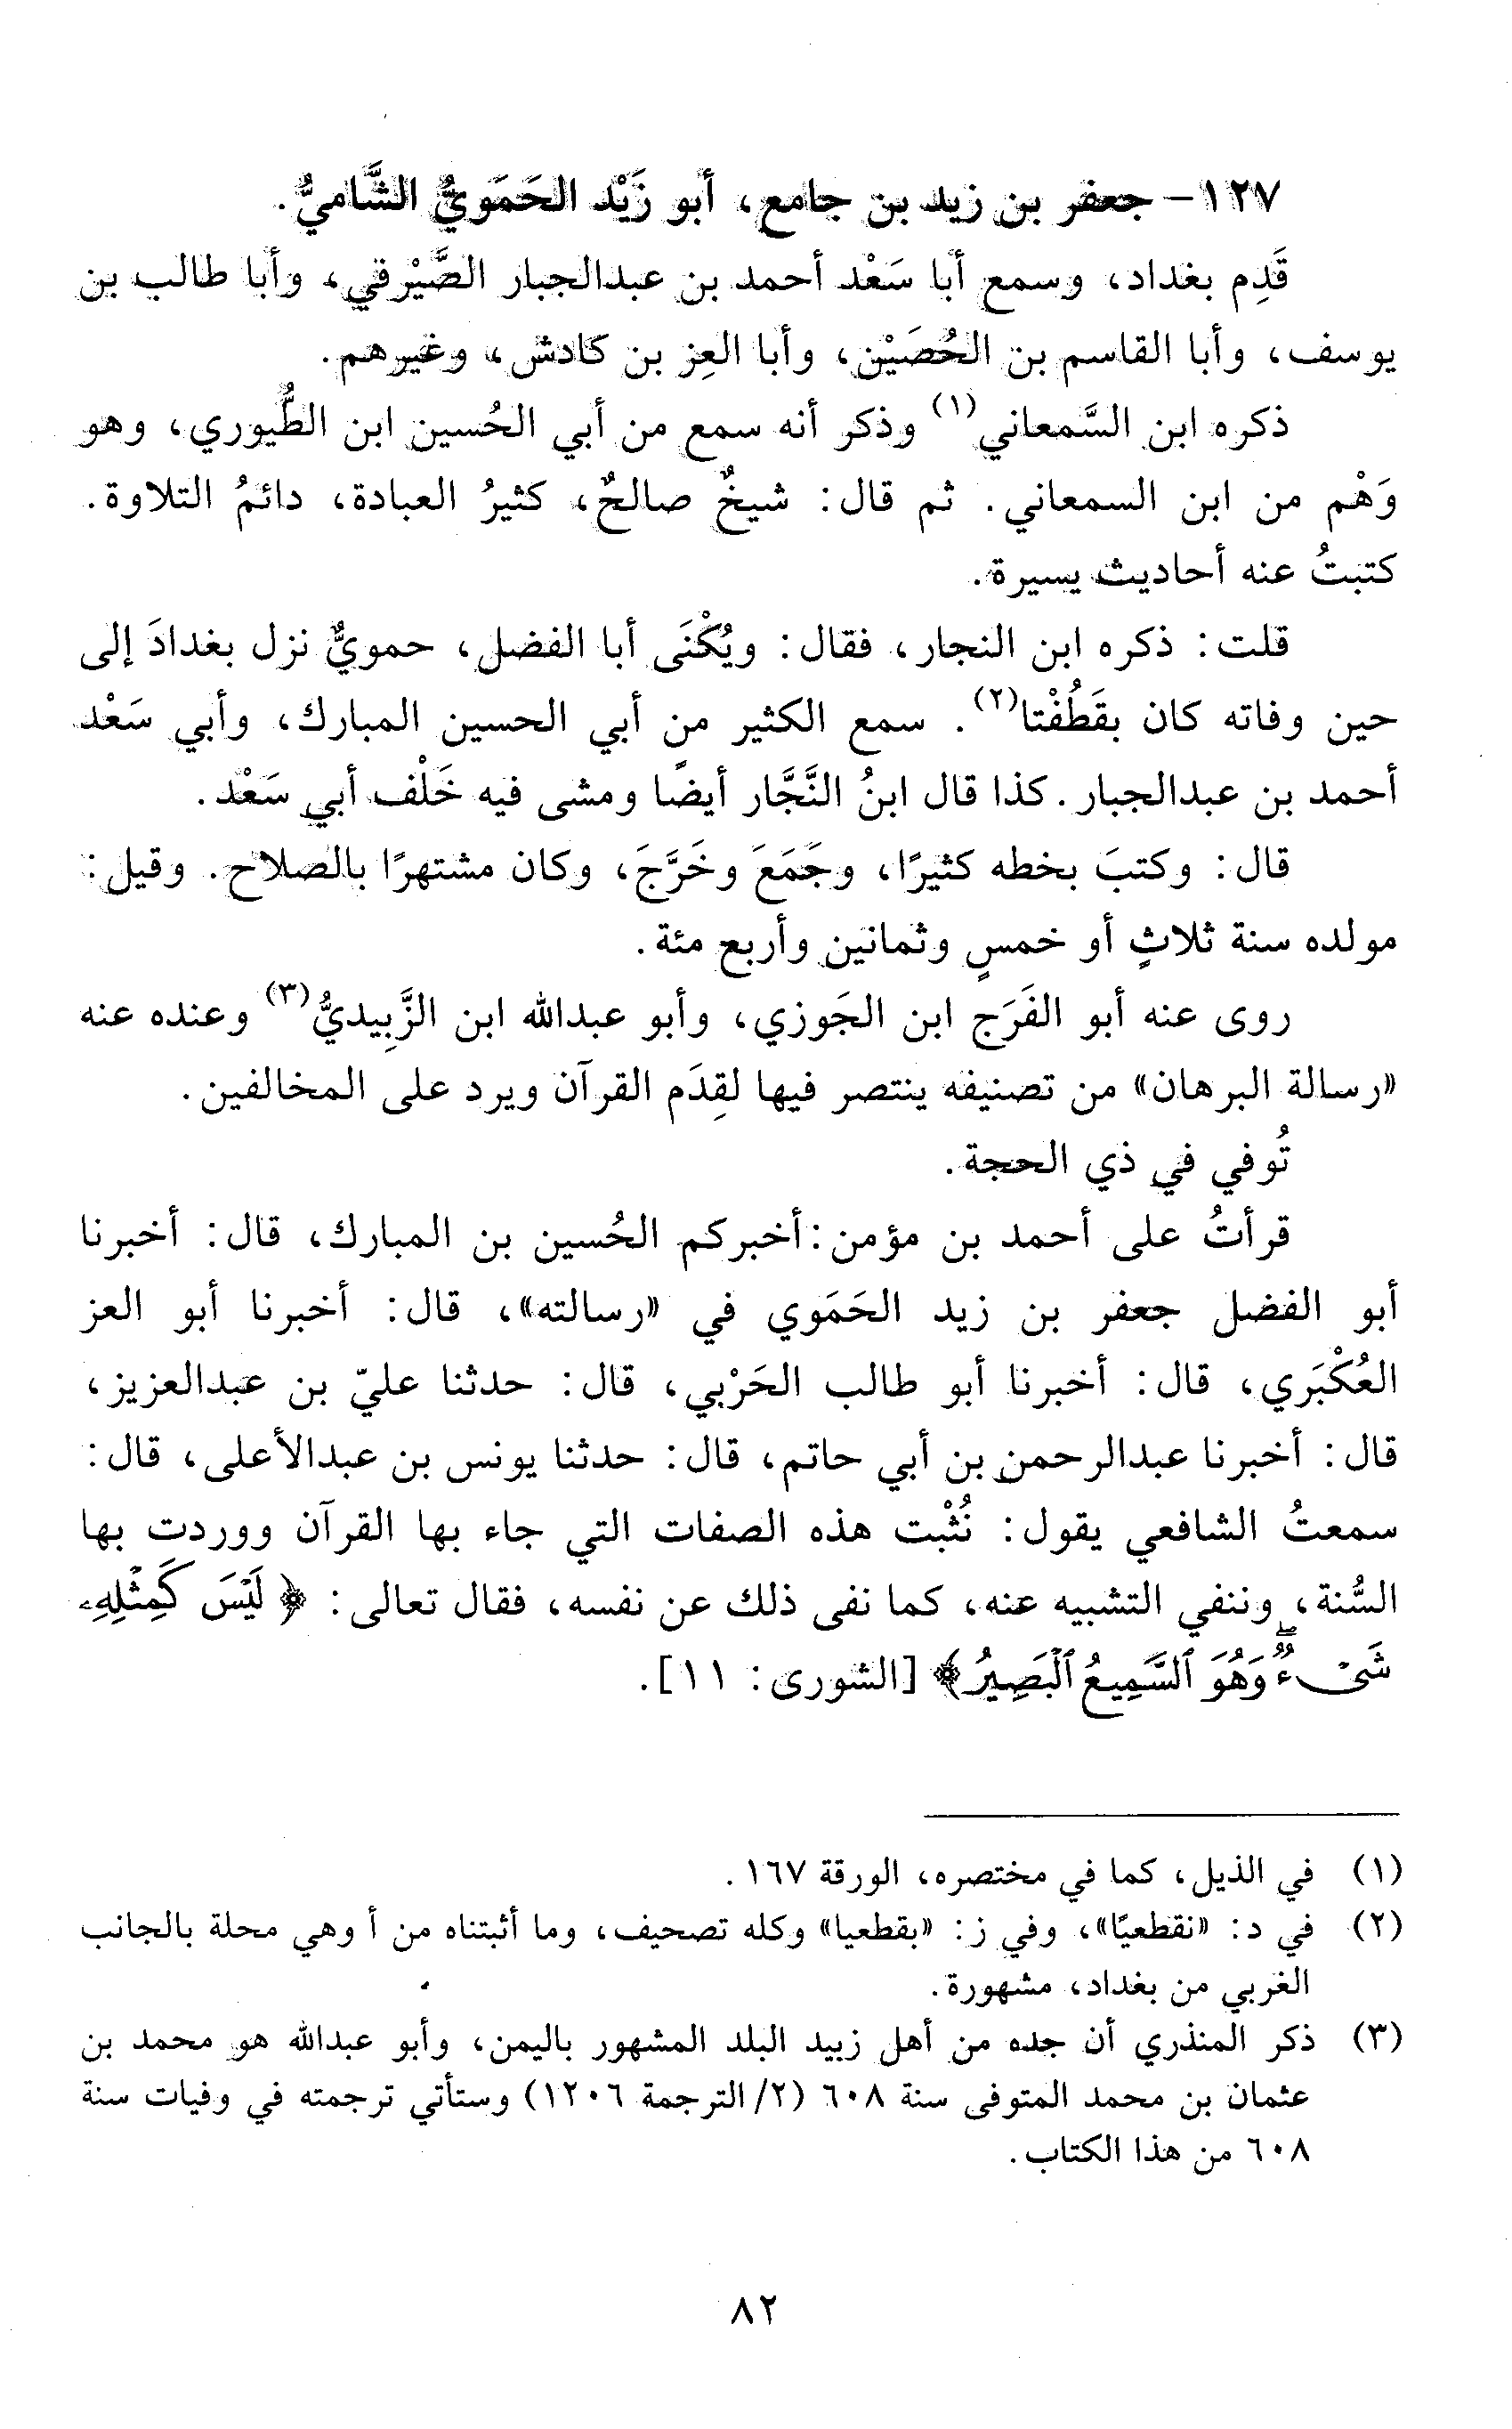 ١٢٧- جعفر بن زيد بن جامع، أبو زَيْد الحَمَويُّ الشَّاميُّ.
قَدِم بغداد، وسمع أبا سَعْد أحمد بن عبدالجبار الصَّيْرفي، وأبا طالب بن
يوسف، وأبا القاسم بن الحُصَيْن، وأبا العِز بن كادش، وغيرهم.
ذكره ابن السَّمعاني(١) وذكر أنه سمع من أبي الحُسين ابن الطُّيوري، وهو
وَهْم من ابن السمعاني. ثم قال: شيخٌ صالحٌ، كثيرُ العبادة، دائمُ التلاوة.
كتبتُ عنه أحاديث يسيرة.
قلت: ذكره ابن النجار، فقال: ويُكْنَى أبا الفضل، حمويٌّ نزل بغدادَ إلى
حين وفاته كان بقَطُفْتا(٢). سمع الكثير من أبي الحسين المبارك، وأبي سَعْد
أحمد بن عبدالجبار. كذا قال ابنُ النَّجَّار أيضًا ومشى فيه خَلْف أبي سَعْد.
قال: وكتبَ بخطه كثيرًا، وجَمَعَ وخَرَّجَ، وكان مشتهرًا بالصلاح. وقيل:
مولده سنة ثلاثٍ أو خمسٍ وثمانين وأربع مئة.
روى عنه أبو الفَرَج ابن الجَوزي، وأبو عبدالله ابن الزَّبِيديُّ(٣) وعنده عنه
«رسالة البرهان» من تصنيفه ينتصر فيها لقِدَم القرآن ويرد على المخالفين.
تُوفي في ذي الحجة.
قرأتُ على أحمد بن مؤمن: أخبركم الحُسين بن المبارك، قال: أخبرنا
أبو الفضل جعفر بن زيد الحَمَوي في «رسالته»، قال: أخبرنا أبو العز
العُكْبَري، قال: أخبرنا أبو طالب الحَرْبي، قال: حدثنا عليّ بن عبدالعزيز،
قال: أخبرنا عبدالرحمن بن أبي حاتم، قال: حدثنا يونس بن عبدالأعلى، قال:
سمعتُ الشافعي يقول: نُثْبت هذه الصفات التي جاء بها القرآن ووردت بها
السُّنة، وننفي التشبيه عنه، كما نفى ذلك عن نفسه، فقال تعالى: ﴿ لَيْسَ كَمِثْلِهِۦ
شَىْءٌۖ وَهُوَ ٱلسَّمِيعُ ٱلْبَصِيرُ ﴾ [الشورى: ١١].
(١) في الذيل، كما في مختصره، الورقة ١٦٧.
(٢) في د: «نقطعيًا»، وفي ز: «بقطعيا» وكله تصحيف، وما أثبتناه من أ وهي محلة بالجانب
الغربي من بغداد، مشهورة.
(٣) ذكر المنذري أن جده من أهل زبيد البلد المشهور باليمن، وأبو عبدالله هو محمد بن
عثمان بن محمد المتوفى سنة ٦٠٨ (٢/ الترجمة ١٢٠٦) وستأتي ترجمته في وفيات سنة
٦٠٨ من هذا الكتاب.
٨٢